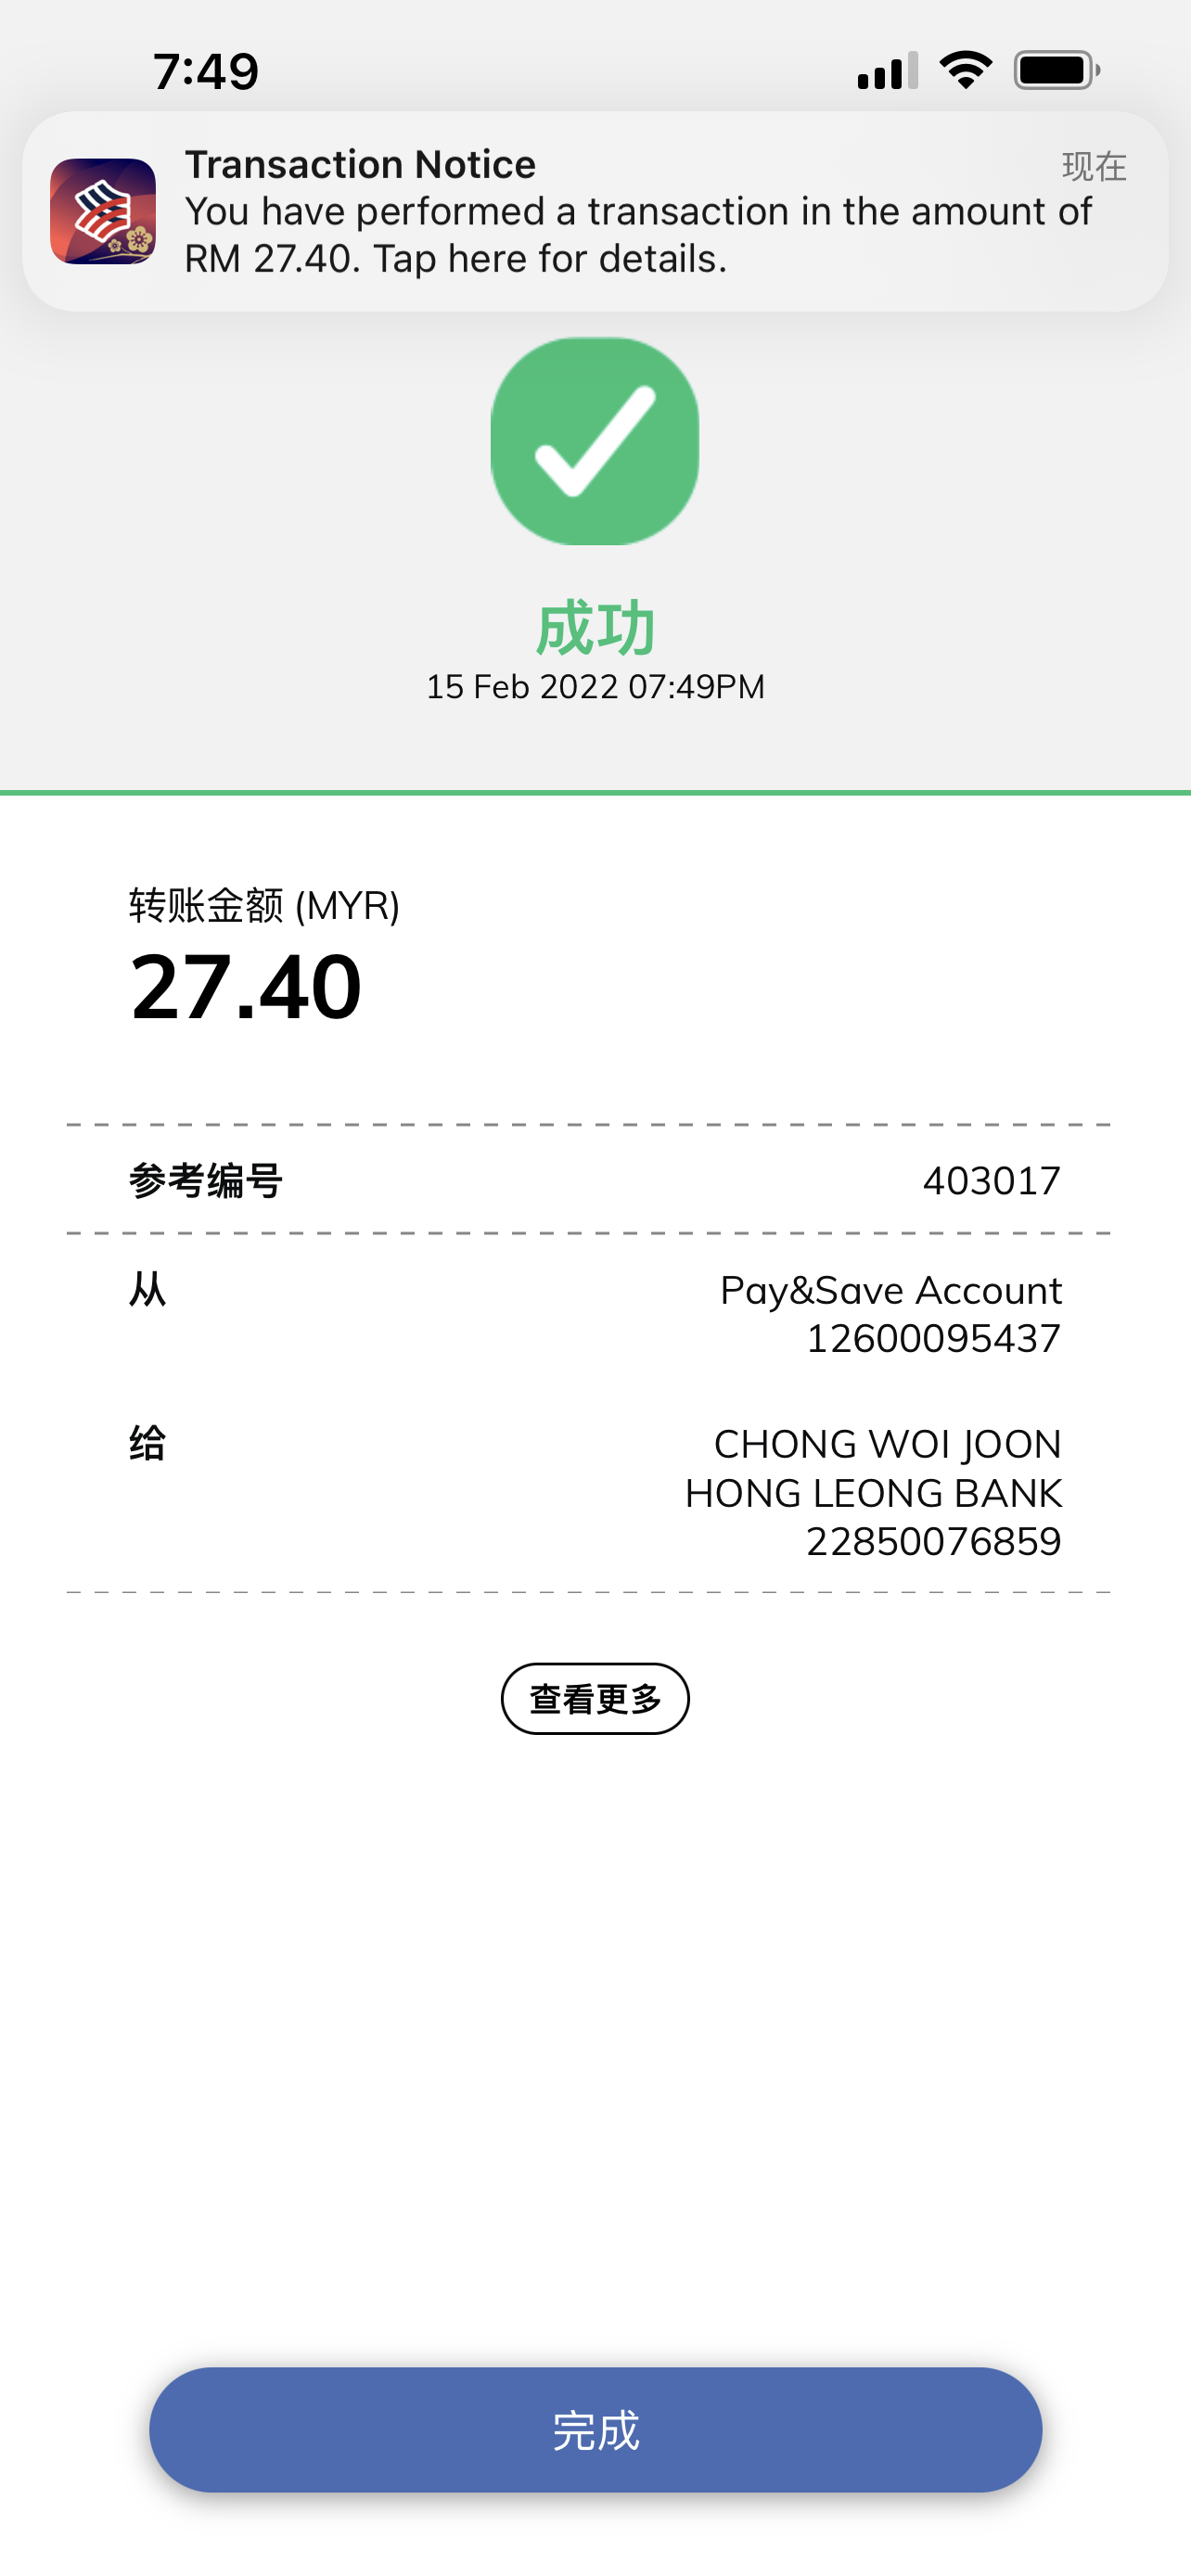 7:49
Transaction Notice
现在
You have performed a transaction in the amount of
RM 27.40. Tap here for details.
成功
15 Feb 2022 07:49PM
转账金额 (MYR)
27.40
参考编号 403017
从 Pay&Save Account
12600095437
给 CHONG WOI JOON
HONG LEONG BANK
22850076859
查看更多
完成